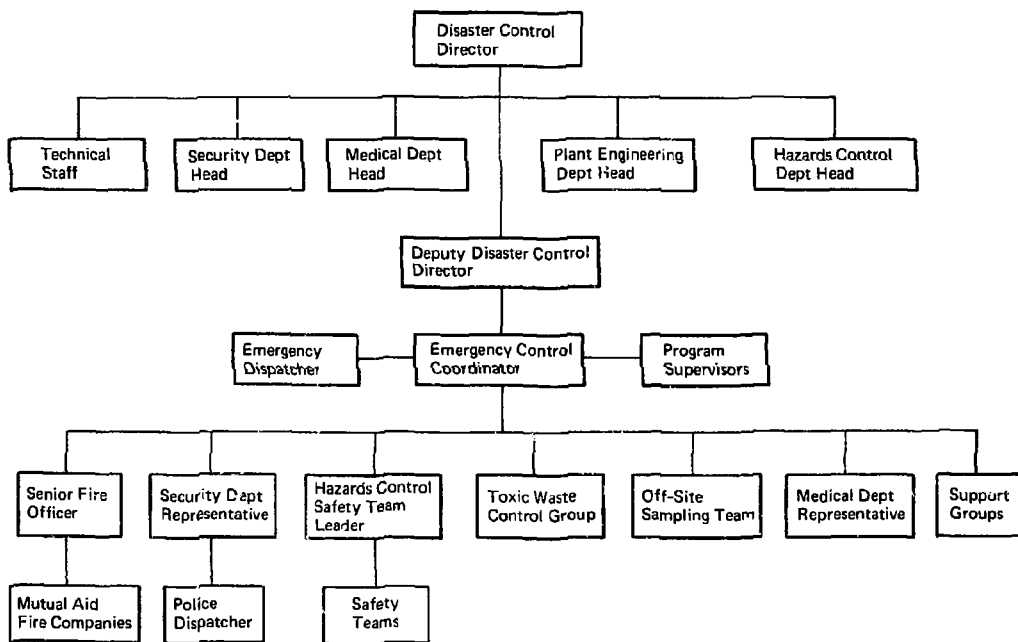 Disaster Control
Director
Technical
Staff
Security Dept
Head
Medical Dept
Head
Plant Engineering
Dept Head
Hazards Control
Dept Head
Deputy Disaster Control
Director
Emergency
Dispatcher
Emergency Control
Coordinator
Program
Supervisors
Senior Fire
Officer
Security Dept
Representative
Hazards Control
Safety Team
Leader
Toxic Waste
Control Group
Off-Site
Sampling Team
Medical Dept
Representative
Support
Groups
Mutual Aid
Fire Companies
Police
Dispatcher
Safety
Teams